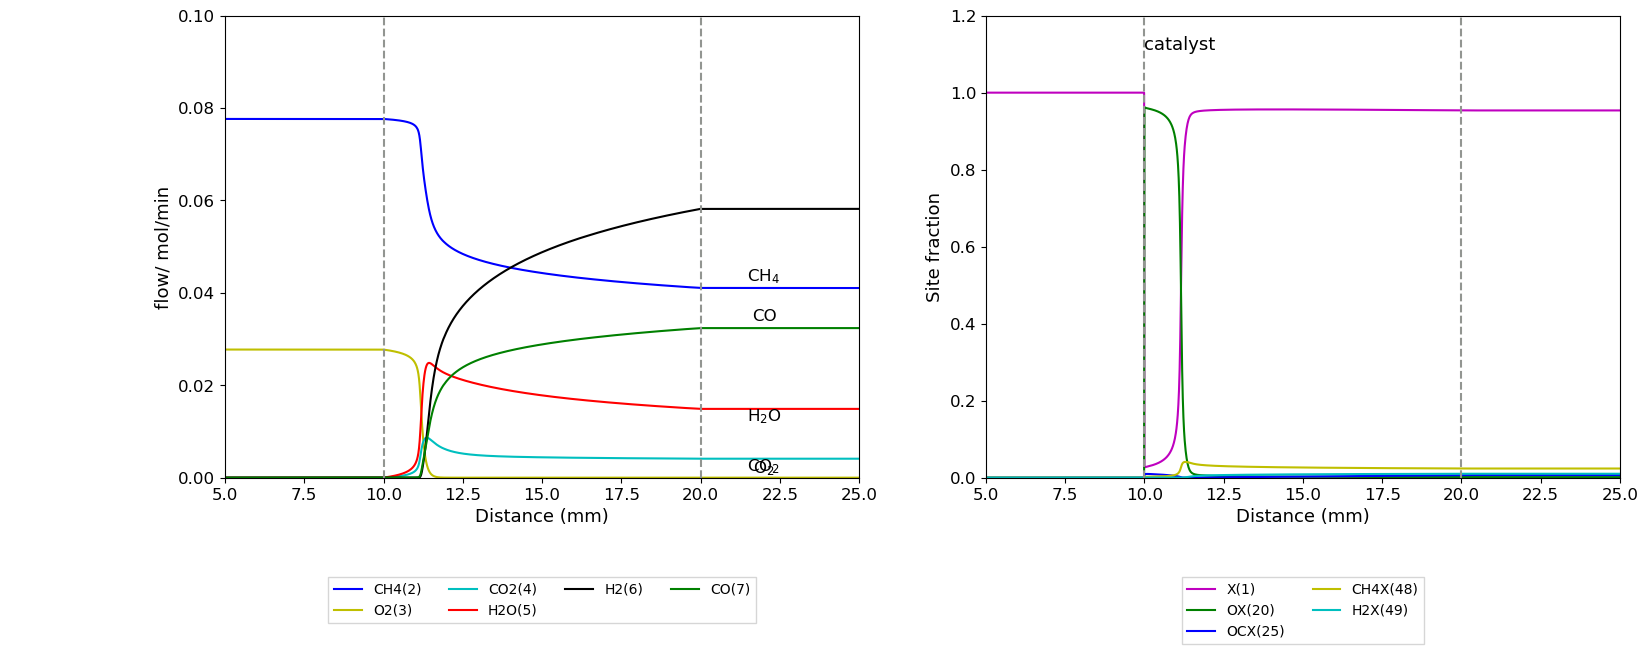 0.10
0.08
0.06
0.04
0.02
0.00
flow/ mol/min
CH₄
CO
H₂O
CO₂
O₂
5.0 7.5 10.0 12.5 15.0 17.5 20.0 22.5 25.0
Distance (mm)
CH4(2) CO2(4) H2(6) CO(7)
O2(3) H2O(5)
1.2
1.0
0.8
0.6
0.4
0.2
0.0
Site fraction
catalyst
5.0 7.5 10.0 12.5 15.0 17.5 20.0 22.5 25.0
Distance (mm)
X(1) CH4X(48)
OX(20) H2X(49)
OCX(25)